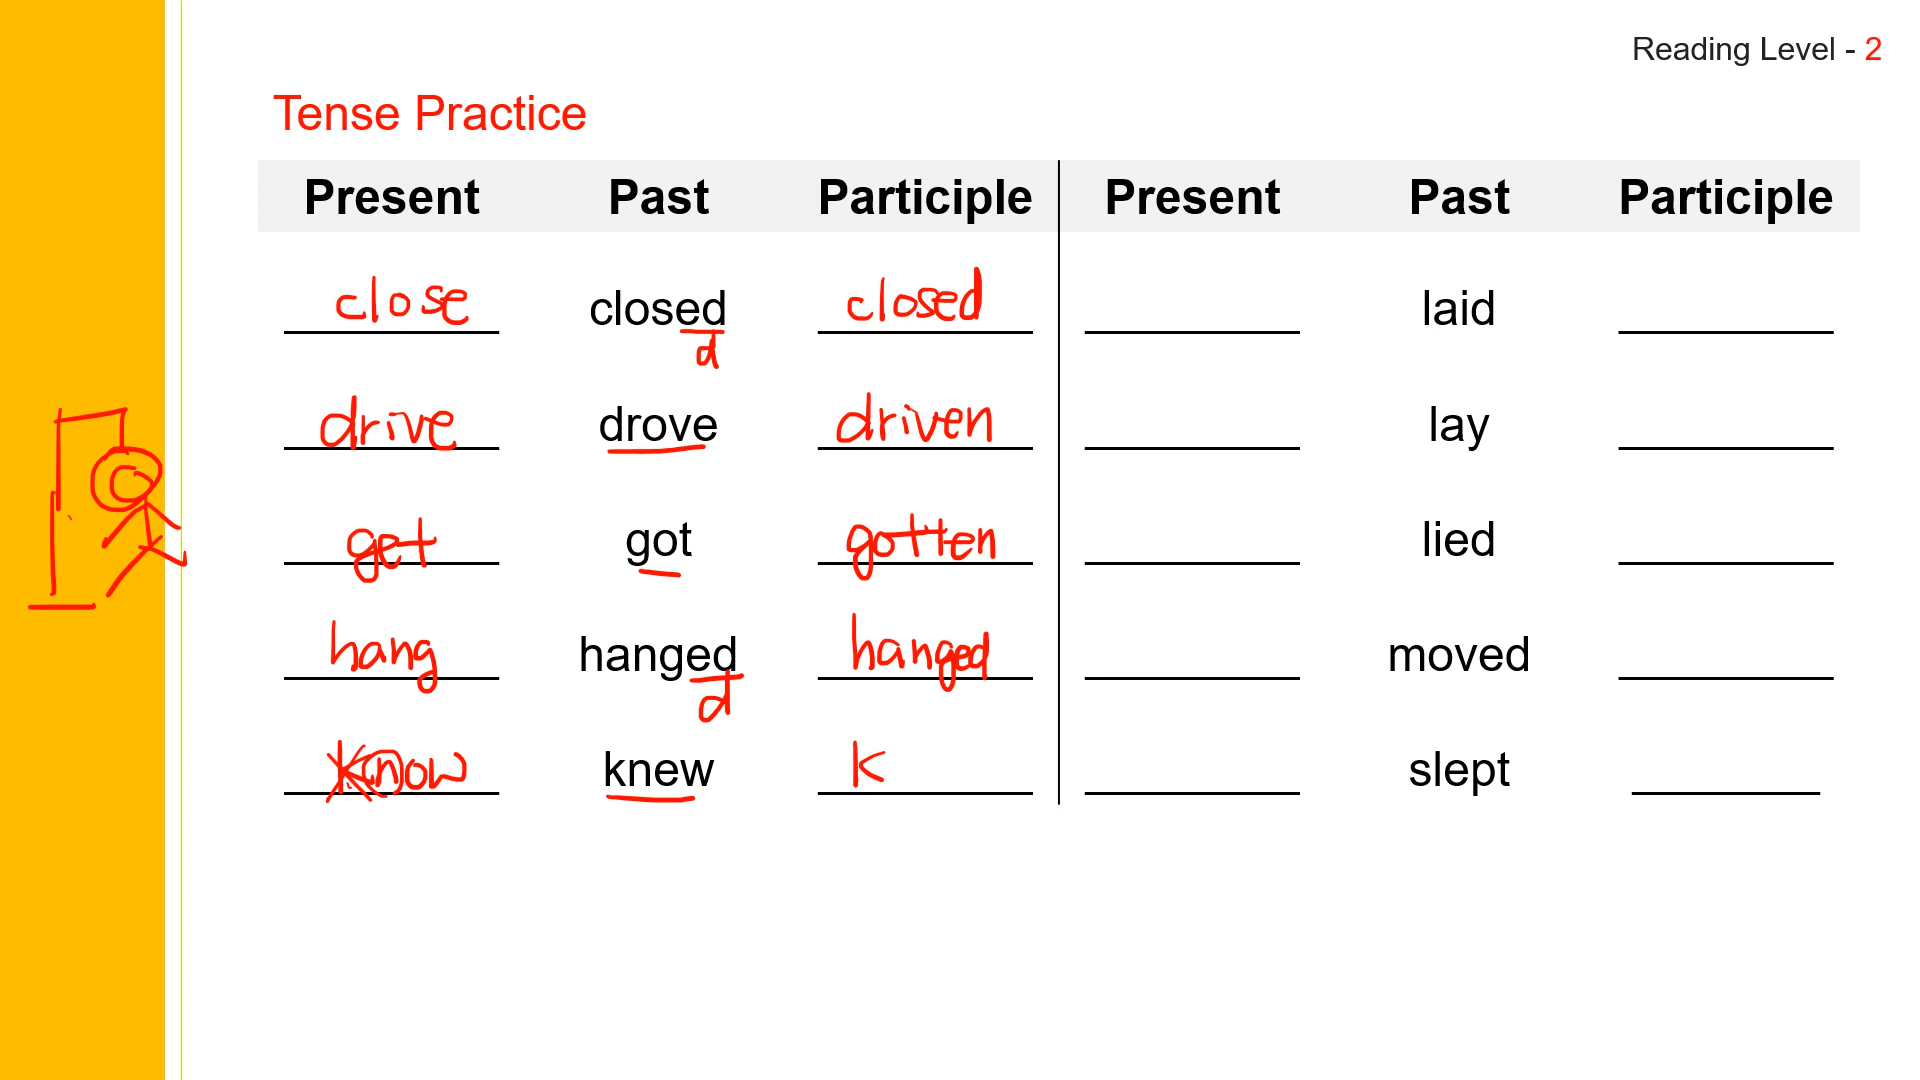 Reading Level - 2
Tense Practice
Present Past Participle Present Past Participle
close closed closed laid
d
drive drove driven lay
get got gotten lied
hang hanged hanged moved
d
know knew k slept